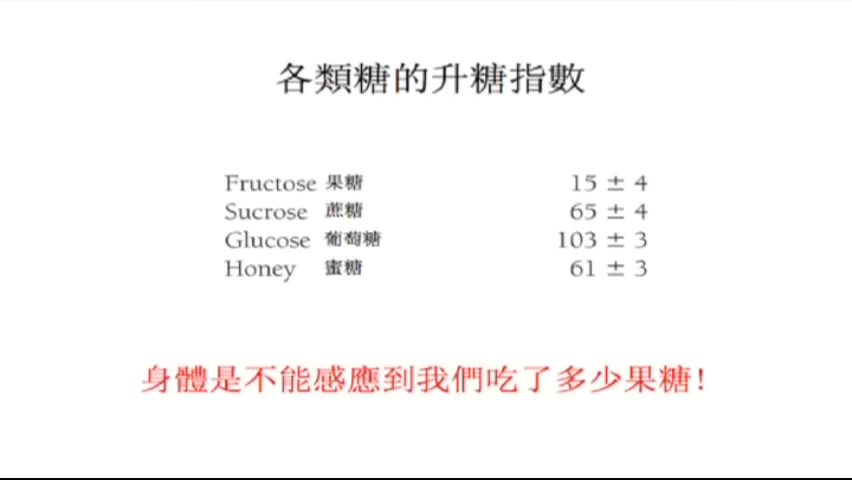 各類糖的升糖指數
Fructose 果糖 15 ± 4
Sucrose 蔗糖 65 ± 4
Glucose 葡萄糖 103 ± 3
Honey 蜜糖 61 ± 3
身體是不能感應到我們吃了多少果糖!